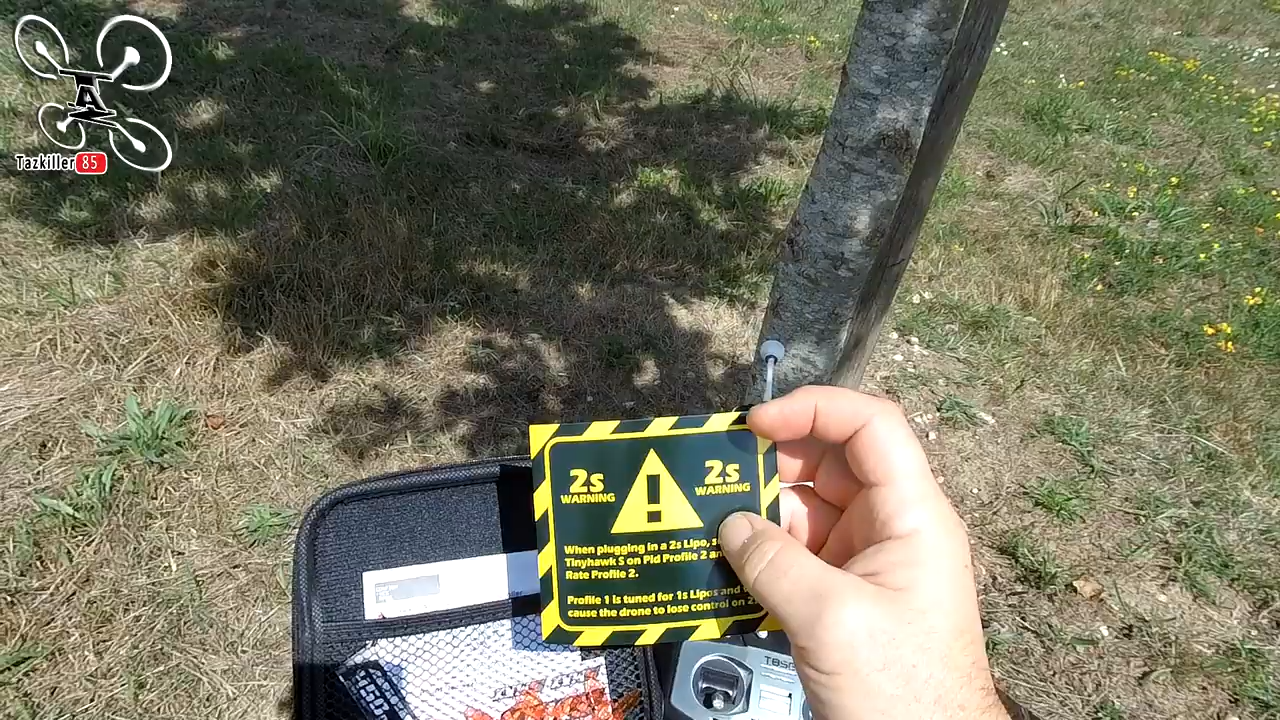 Tazkiller 85
2s
WARNING
2s
WARNING
When plugging in a 2s Lipo,
Tinyhawk S on Pid Profile 2
Rate Profile 2.
Profile 1 is tuned for 1s Lipos and
cause the drone to lose control on
TBS